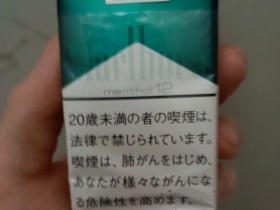 Marlboro
menthol 12
20歳未満の者の喫煙は、
法律で禁じられています。
喫煙は、肺がんをはじめ、
あなたが様々ながんにな
る危険性を高めます。